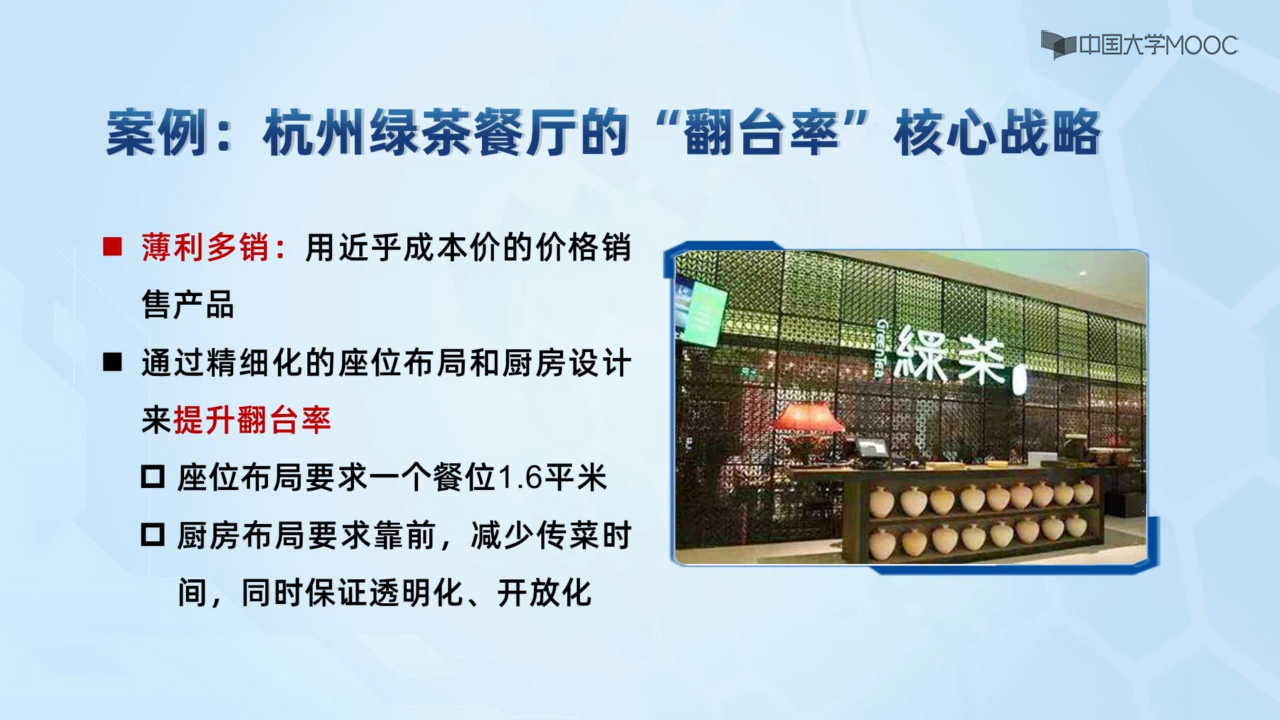 中国大学MOOC
案例：杭州绿茶餐厅的“翻台率”核心战略
薄利多销：用近乎成本价的价格销
售产品
通过精细化的座位布局和厨房设计
来提升翻台率
座位布局要求一个餐位1.6平米
厨房布局要求靠前，减少传菜时
间，同时保证透明化、开放化
綠茶
Greentea